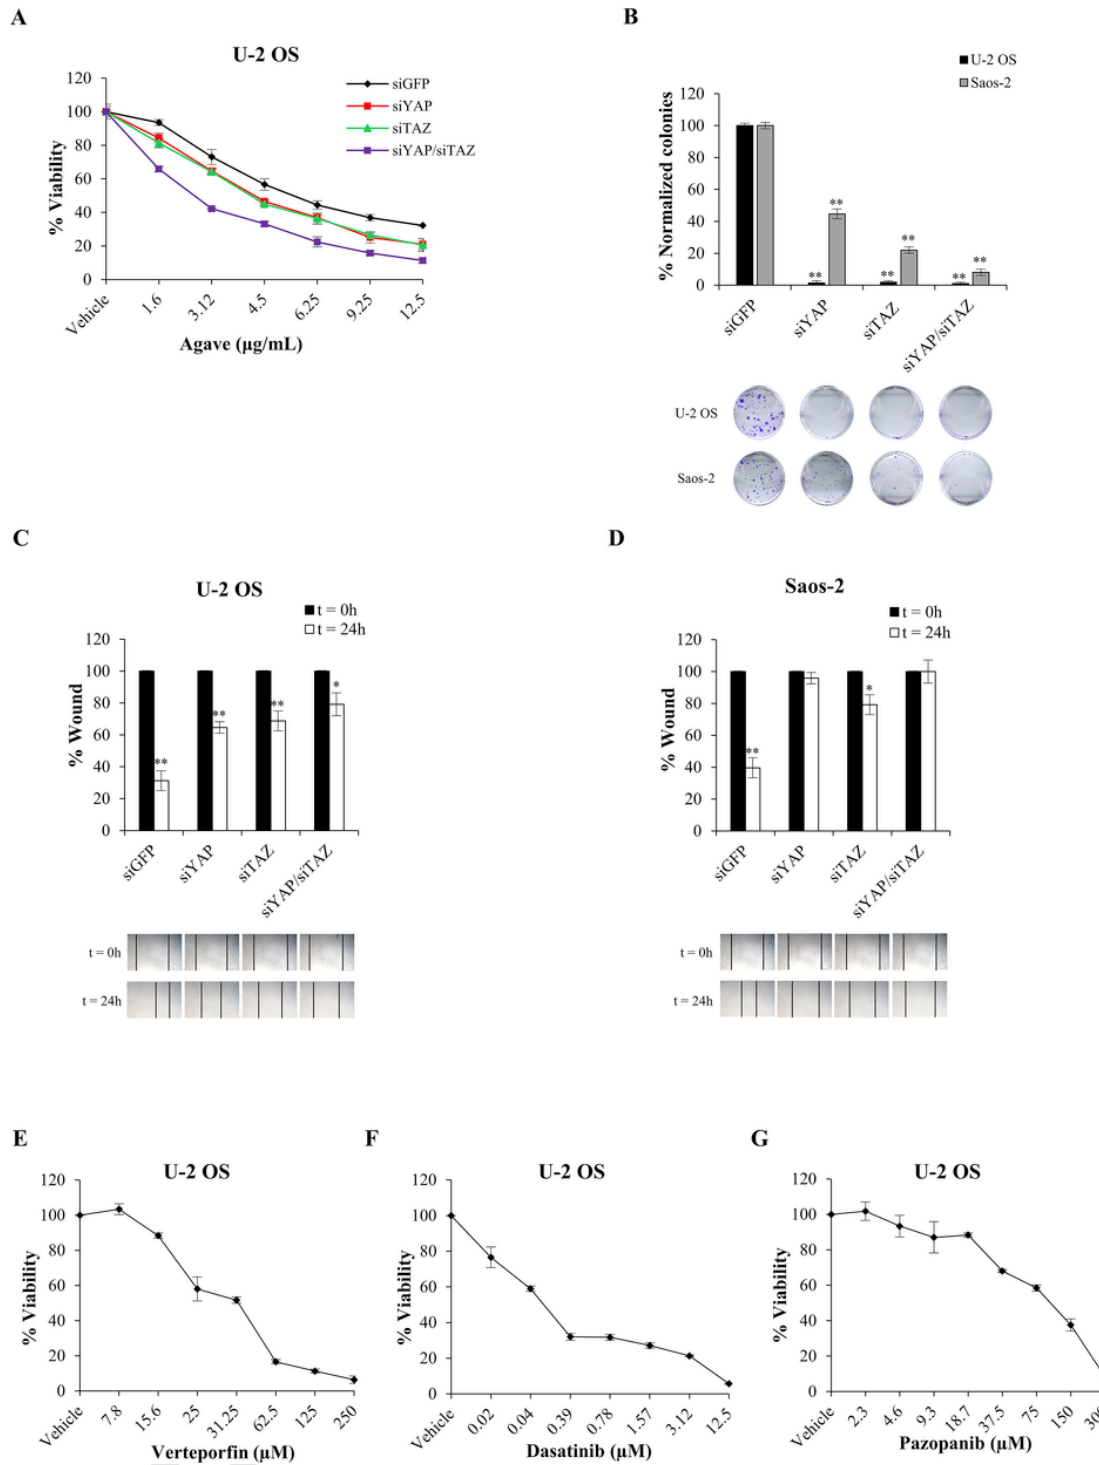 A
U-2 OS
120
100
80
60
40
20
0
% Viability
siGFP
siYAP
siTAZ
siYAP/siTAZ
Vehicle 1.6 3.12 4.5 6.25 9.25 12.5
Agave (µg/mL)
B
U-2 OS
Saos-2
120
100
80
60
40
20
0
% Normalized colonies
** ** ** ** ** **
siGFP siYAP siTAZ siYAP/siTAZ
U-2 OS
Saos-2
C
U-2 OS
t = 0h
t = 24h
120
100
80
60
40
20
0
% Wound
** ** ** *
siGFP siYAP siTAZ siYAP/siTAZ
t = 0h
t = 24h
D
Saos-2
t = 0h
t = 24h
120
100
80
60
40
20
0
% Wound
** *
siGFP siYAP siTAZ siYAP/siTAZ
t = 0h
t = 24h
E
U-2 OS
120
100
80
60
40
20
0
% Viability
Vehicle 7.8 15.6 25 31.25 62.5 125 250
Verteporfin (µM)
F
U-2 OS
120
100
80
60
40
20
0
% Viability
Vehicle 0.02 0.04 0.39 0.78 1.57 3.12 12.5
Dasatinib (µM)
G
U-2 OS
120
100
80
60
40
20
0
% Viability
Vehicle 2.3 4.6 9.3 18.7 37.5 75 150 300
Pazopanib (µM)